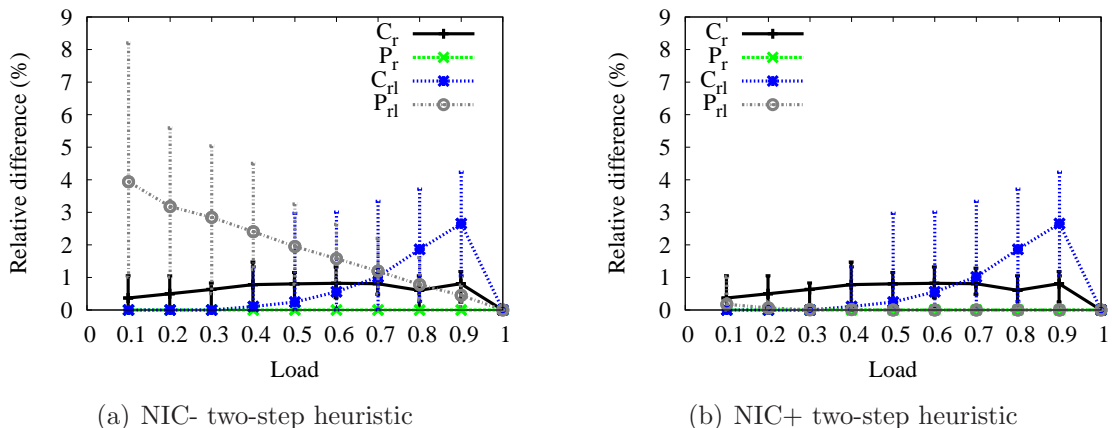 Relative difference (%)
9
8
7
6
5
4
3
2
1
0
0 0.1 0.2 0.3 0.4 0.5 0.6 0.7 0.8 0.9 1
Load
C_r
P_r
C_rl
P_rl
(a) NIC- two-step heuristic
Relative difference (%)
9
8
7
6
5
4
3
2
1
0
0 0.1 0.2 0.3 0.4 0.5 0.6 0.7 0.8 0.9 1
Load
C_r
P_r
C_rl
P_rl
(b) NIC+ two-step heuristic